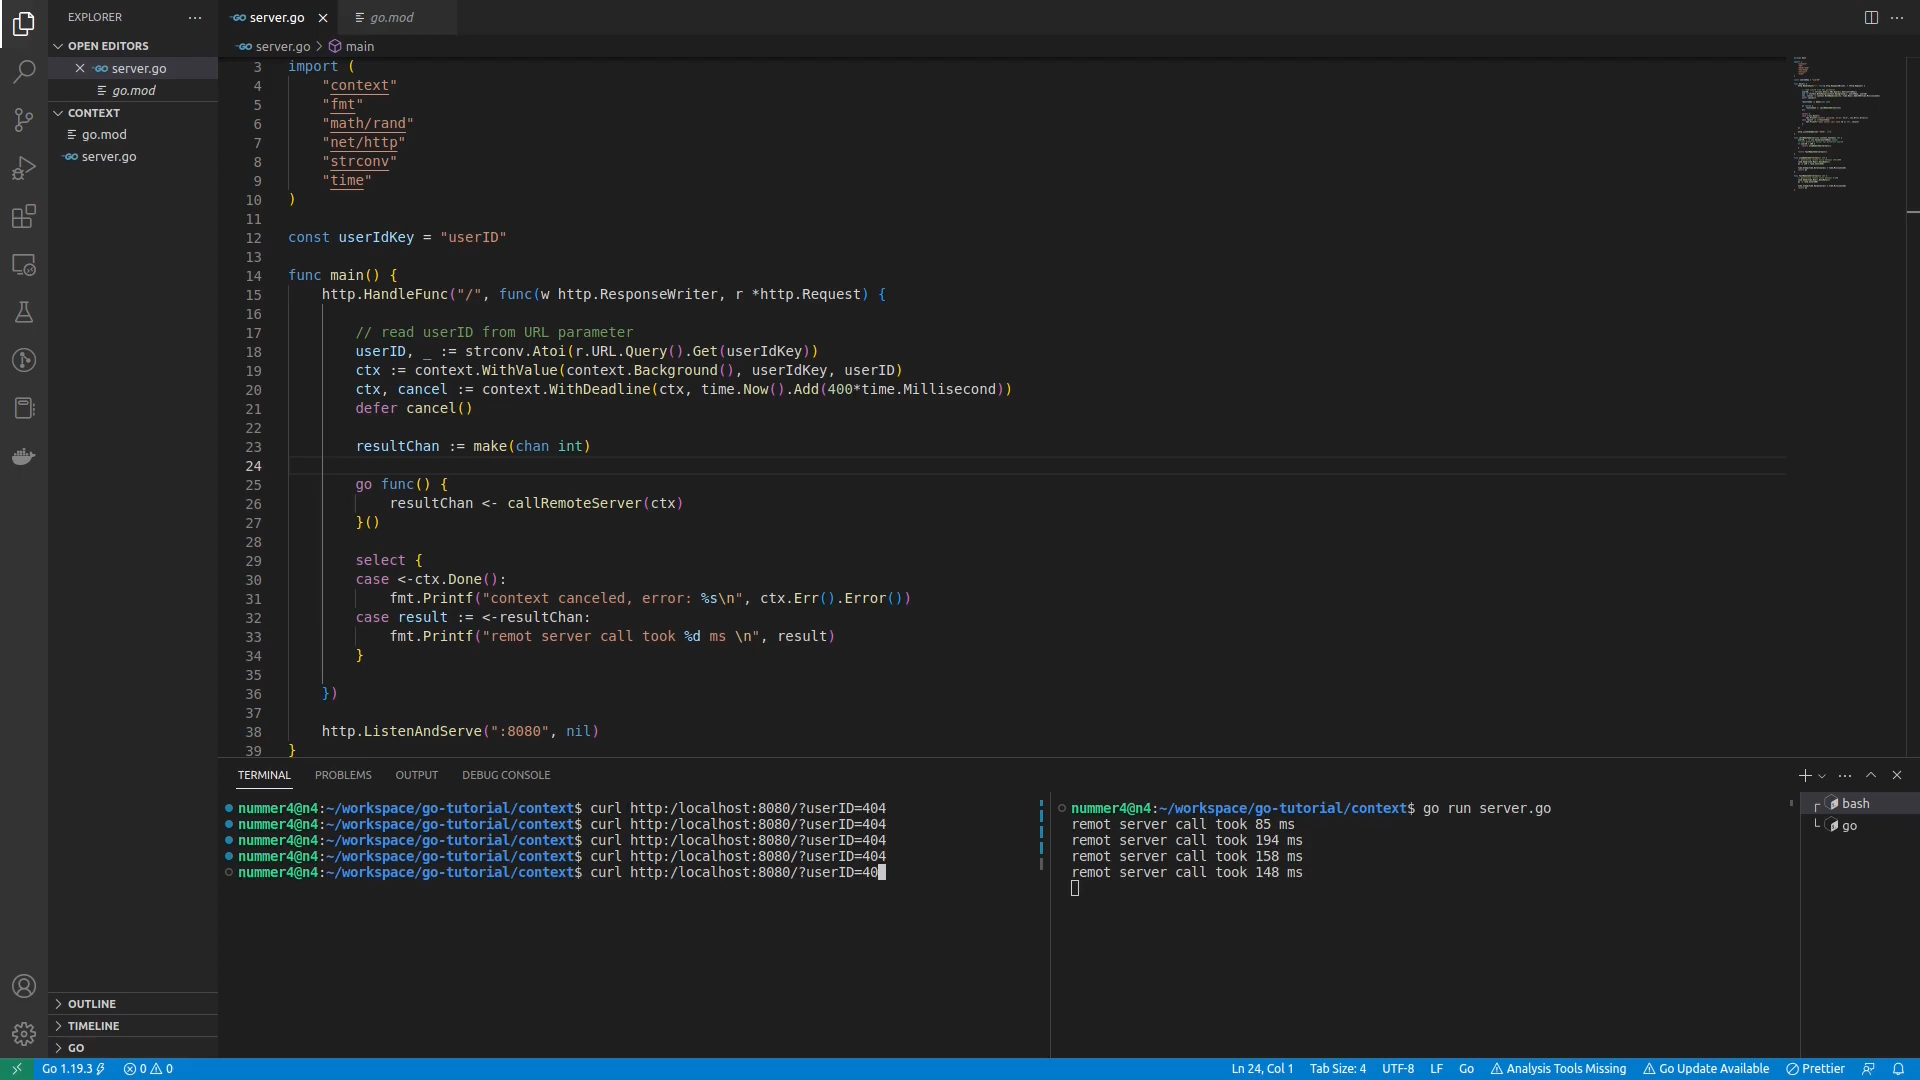 EXPLORER
OPEN EDITORS
server.go
go.mod
CONTEXT
go.mod
server.go
OUTLINE
TIMELINE
GO
server.go
go.mod
server.go > main
3 import (
4 "context"
5 "fmt"
6 "math/rand"
7 "net/http"
8 "strconv"
9 "time"
10 )
11
12 const userIdKey = "userID"
13
14 func main() {
15 http.HandleFunc("/", func(w http.ResponseWriter, r *http.Request) {
16
17 // read userID from URL parameter
18 userID, _ := strconv.Atoi(r.URL.Query().Get(userIdKey))
19 ctx := context.WithValue(context.Background(), userIdKey, userID)
20 ctx, cancel := context.WithDeadline(ctx, time.Now().Add(400*time.Millisecond))
21 defer cancel()
22
23 resultChan := make(chan int)
24
25 go func() {
26 resultChan <- callRemoteServer(ctx)
27 }()
28
29 select {
30 case <-ctx.Done():
31 fmt.Printf("context canceled, error: %s\n", ctx.Err().Error())
32 case result := <-resultChan:
33 fmt.Printf("remot server call took %d ms \n", result)
34 }
35
36 })
37
38 http.ListenAndServe(":8080", nil)
39 }
TERMINAL PROBLEMS OUTPUT DEBUG CONSOLE
nummer4@n4:~/workspace/go-tutorial/context$ curl http:/localhost:8080/?userID=404
nummer4@n4:~/workspace/go-tutorial/context$ curl http:/localhost:8080/?userID=404
nummer4@n4:~/workspace/go-tutorial/context$ curl http:/localhost:8080/?userID=404
nummer4@n4:~/workspace/go-tutorial/context$ curl http:/localhost:8080/?userID=404
nummer4@n4:~/workspace/go-tutorial/context$ curl http:/localhost:8080/?userID=40
nummer4@n4:~/workspace/go-tutorial/context$ go run server.go
remot server call took 85 ms
remot server call took 194 ms
remot server call took 158 ms
remot server call took 148 ms
bash
go
Go 1.19.3 0 0 Ln 24, Col 1 Tab Size: 4 UTF-8 LF Go Analysis Tools Missing Go Update Available Prettier